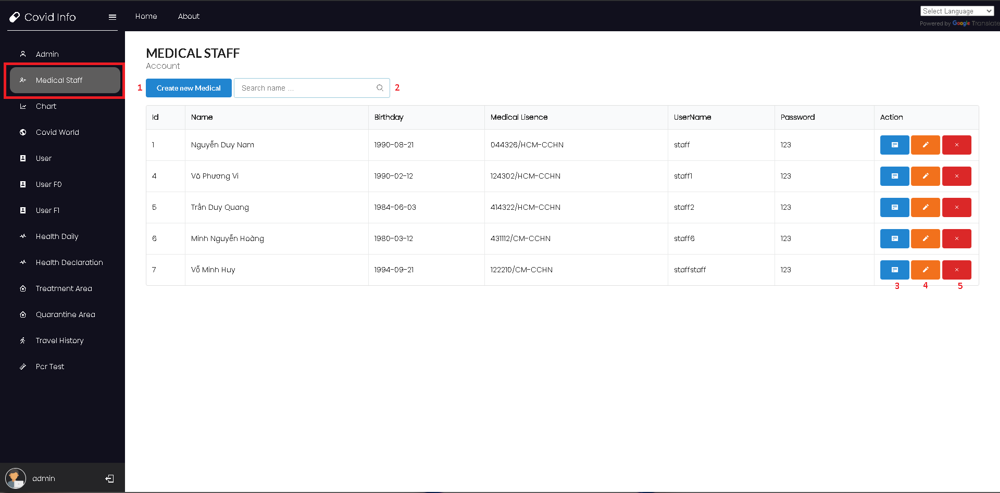 Covid Info
Home About
Select Language
Powered by Google Translate
Admin
Medical Staff
Chart
Covid World
User
User F0
User F1
Health Daily
Health Declaration
Treatment Area
Quarantine Area
Travel History
Pcr Test
admin
MEDICAL STAFF
Account
1 Create new Medical Search name ... 2
Id Name Birthday Medical Lisence UserName Password Action
1 Nguyễn Duy Nam 1990-08-21 044326/HCM-CCHN staff 123
4 Võ Phương Vi 1990-02-12 124302/HCM-CCHN staff1 123
5 Trần Duy Quang 1984-06-03 414322/HCM-CCHN staff2 123
6 Minh Nguyễn Hoàng 1980-03-12 431112/CM-CCHN staff6 123
7 Vỗ Minh Huy 1994-09-21 122210/CM-CCHN staffstaff 123
3 4 5